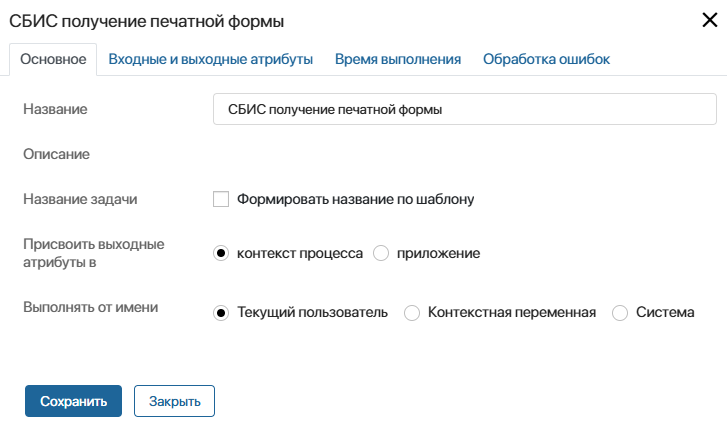 СБИС получение печатной формы
Основное Входные и выходные атрибуты Время выполнения Обработка ошибок
Название СБИС получение печатной формы
Описание
Название задачи Формировать название по шаблону
Присвоить выходные
атрибуты в контекст процесса приложение
Выполнять от имени Текущий пользователь Контекстная переменная Система
Сохранить Закрыть